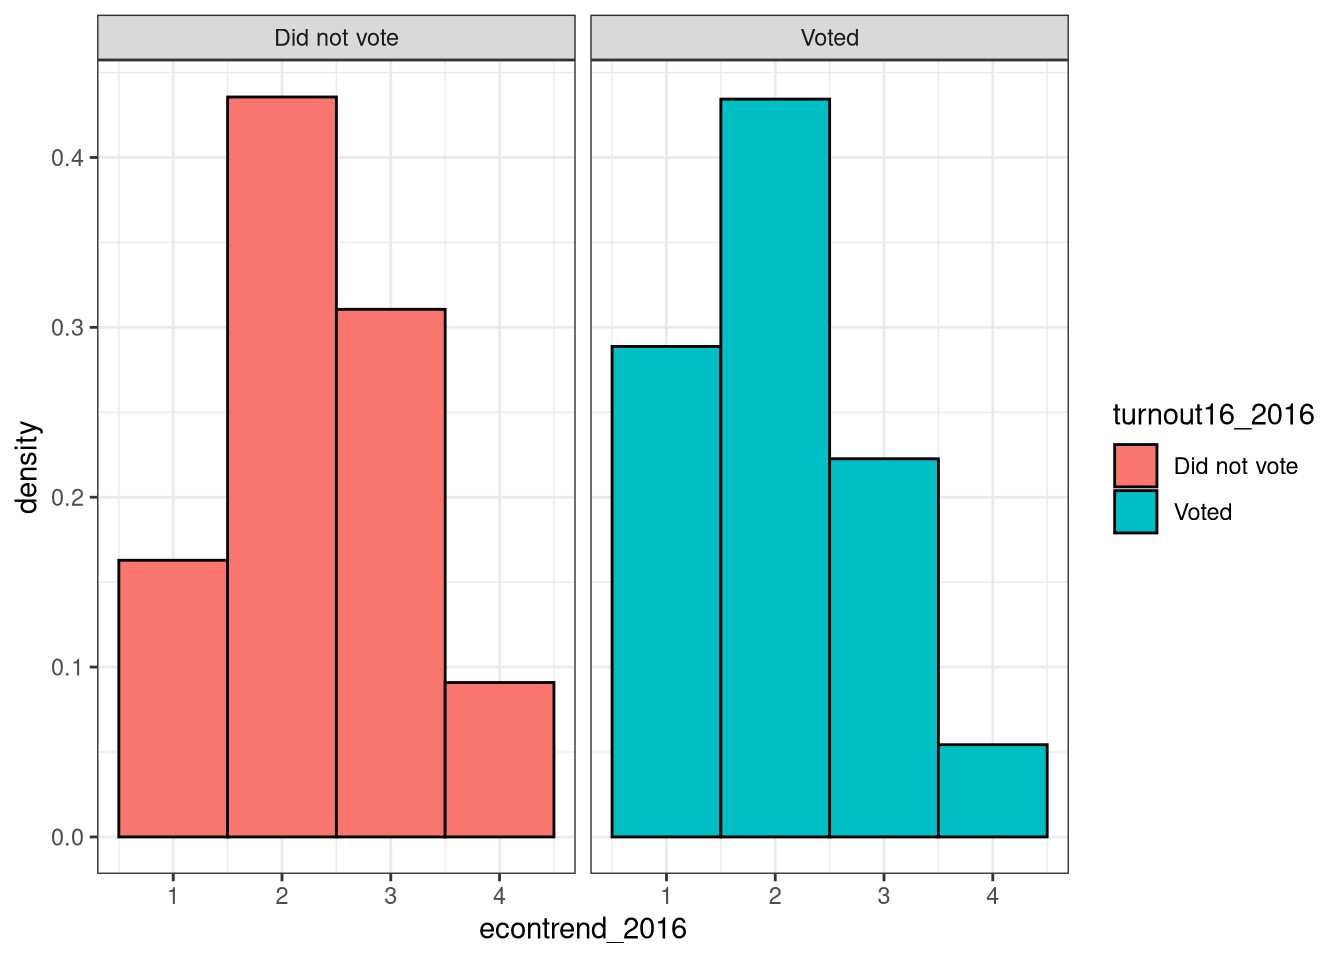 Did not vote
Voted
density
0.4
0.3
0.2
0.1
0.0
1 2 3 4
1 2 3 4
econtrend_2016
turnout16_2016
Did not vote
Voted